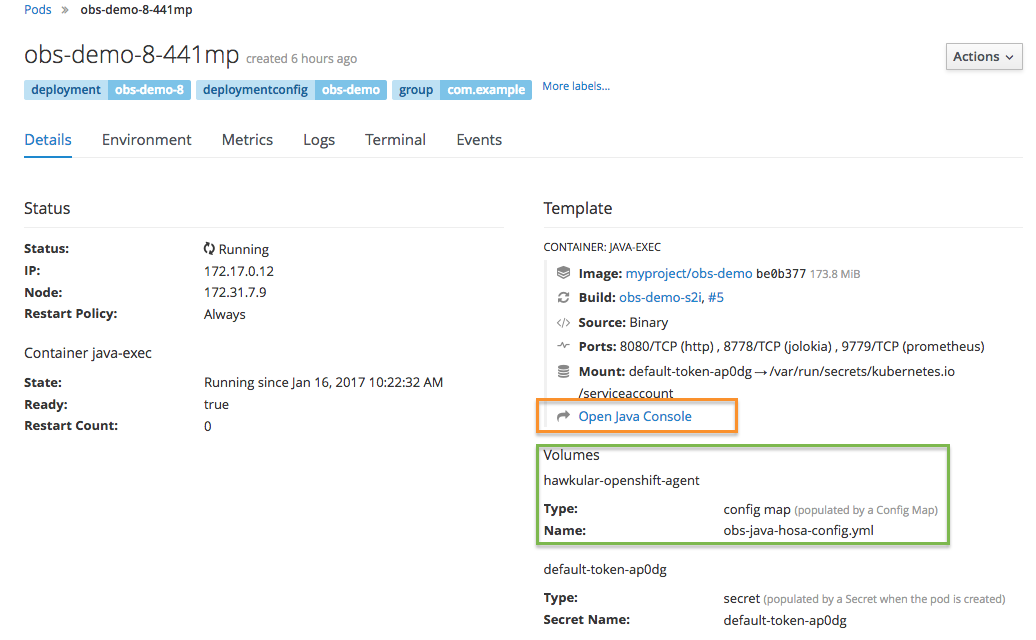 Pods » obs-demo-8-441mp
obs-demo-8-441mp created 6 hours ago
Actions
deployment obs-demo-8 deploymentconfig obs-demo group com.example More labels...
Details Environment Metrics Logs Terminal Events
Status
Status: Running
IP: 172.17.0.12
Node: 172.31.7.9
Restart Policy: Always
Container java-exec
State: Running since Jan 16, 2017 10:22:32 AM
Ready: true
Restart Count: 0
Template
CONTAINER: JAVA-EXEC
Image: myproject/obs-demo be0b377 173.8 MiB
Build: obs-demo-s2i, #5
Source: Binary
Ports: 8080/TCP (http) , 8778/TCP (jolokia) , 9779/TCP (prometheus)
Mount: default-token-ap0dg → /var/run/secrets/kubernetes.io
/serviceaccount
Open Java Console
Volumes
hawkular-openshift-agent
Type: config map (populated by a Config Map)
Name: obs-java-hosa-config.yml
default-token-ap0dg
Type: secret (populated by a Secret when the pod is created)
Secret Name: default-token-ap0dg